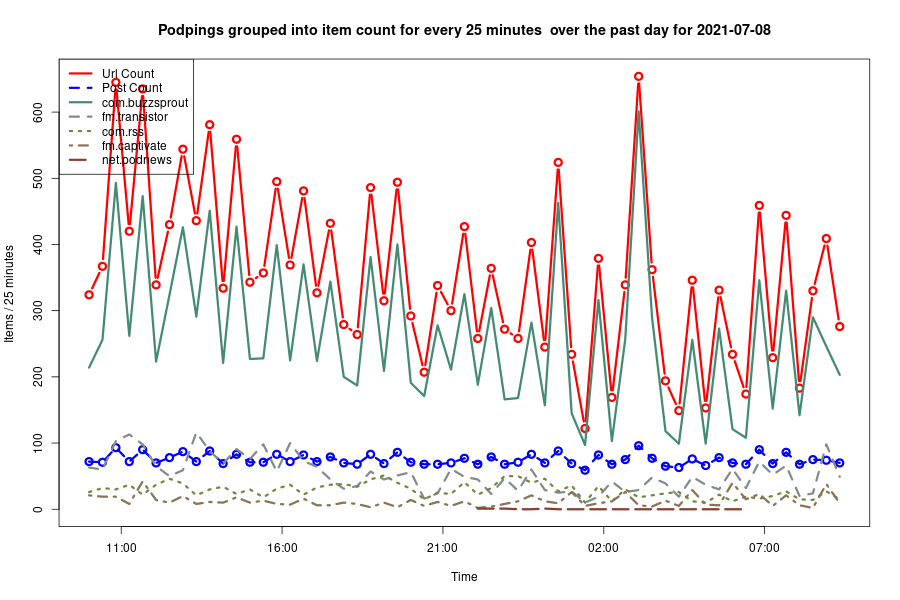 Podpings grouped into item count for every 25 minutes  over the past day for 2021-07-08
Items / 25 minutes
600
500
400
300
200
100
0
Url Count
Post Count
com.buzzsprout
fm.transistor
com.rss
fm.captivate
net.podnews
11:00
16:00
21:00
02:00
07:00
Time